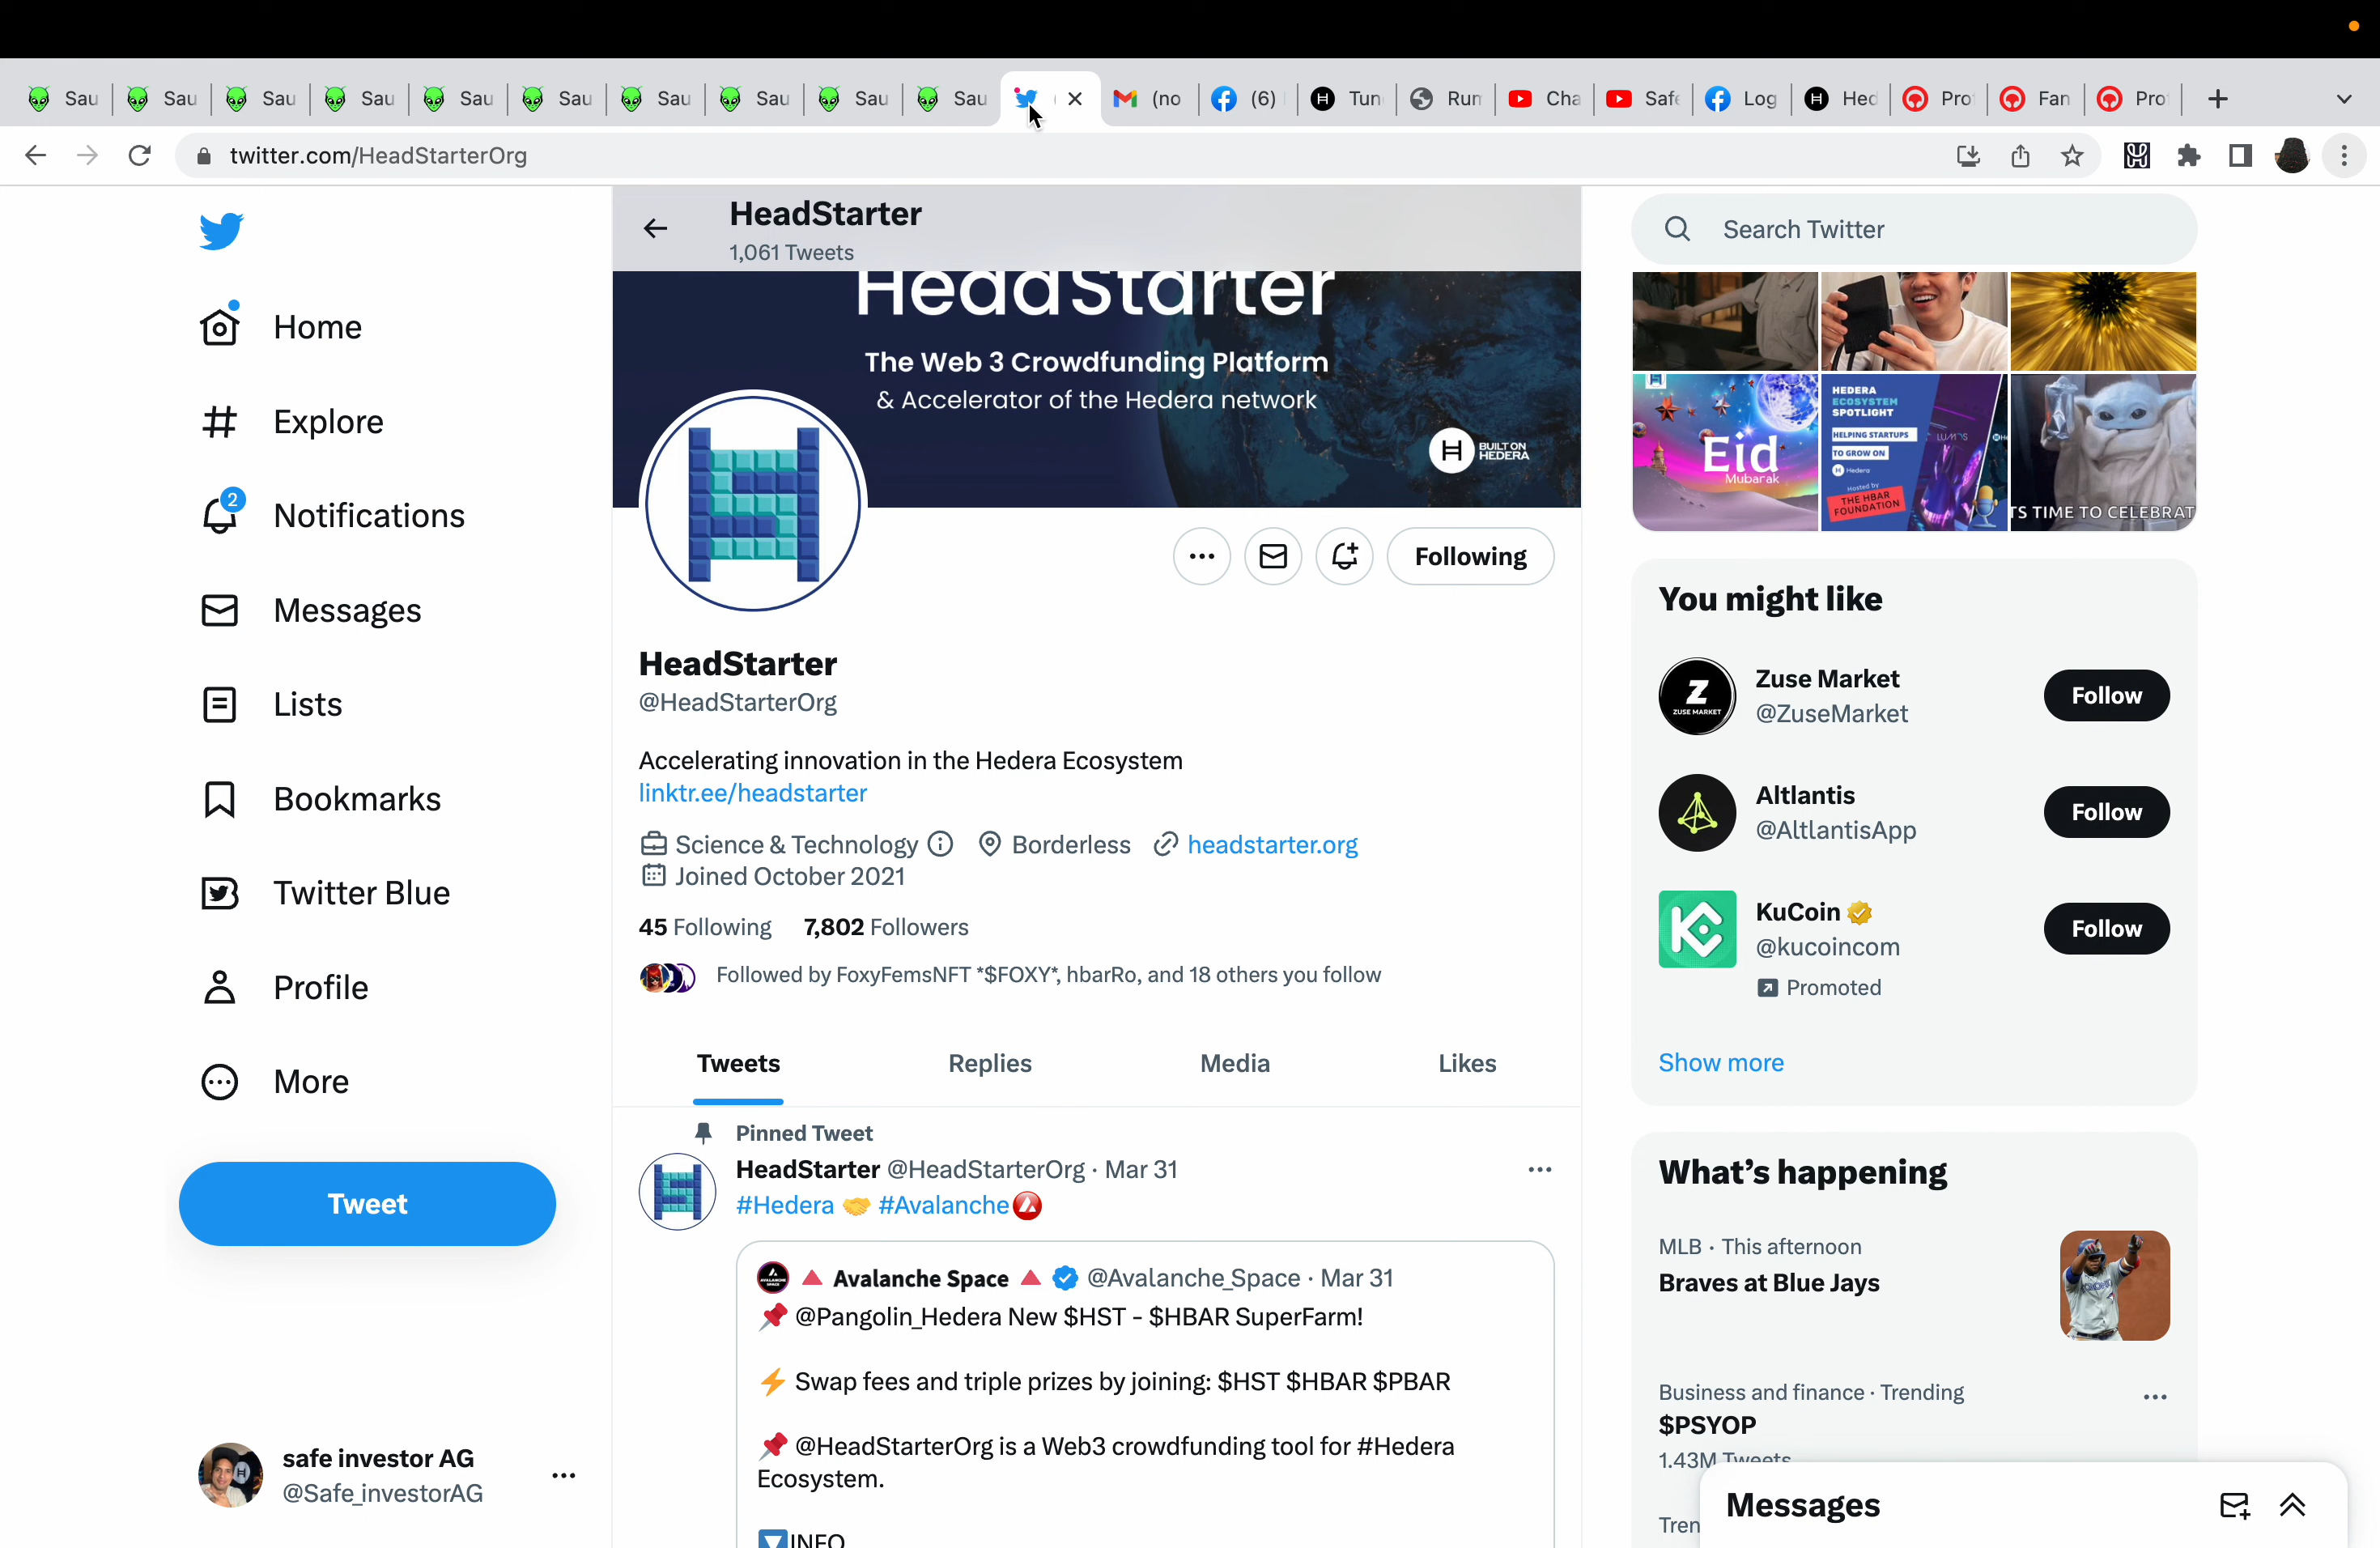 Sau
Sau
Sau
Sau
Sau
Sau
Sau
Sau
Sau
Sau
(no
(6)
Tun
Run
Cha
Safe
Log
Hed
Pro
Fan
Pro
twitter.com/HeadStarterOrg
Home
Explore
2
Notifications
Messages
Lists
Bookmarks
Twitter Blue
Profile
More
Tweet
safe investor AG
@Safe_investorAG
HeadStarter
1,061 Tweets
HeadStarter
The Web 3 Crowdfunding Platform
& Accelerator of the Hedera network
BUILT ON
HEDERA
Following
HeadStarter
@HeadStarterOrg
Accelerating innovation in the Hedera Ecosystem
linktr.ee/headstarter
Science & Technology Borderless headstarter.org
Joined October 2021
45 Following 7,802 Followers
Followed by FoxyFemsNFT *$FOXY*, hbarRo, and 18 others you follow
Tweets Replies Media Likes
Pinned Tweet
HeadStarter @HeadStarterOrg · Mar 31
#Hedera 🤝 #Avalanche
🔺 Avalanche Space 🔺 @Avalanche_Space · Mar 31
📌 @Pangolin_Hedera New $HST - $HBAR SuperFarm!
⚡ Swap fees and triple prizes by joining: $HST $HBAR $PBAR
📌 @HeadStarterOrg is a Web3 crowdfunding tool for #Hedera
Ecosystem.
🔽INFO
Search Twitter
Eid
Mubarak
HEDERA
ECOSYSTEM
SPOTLIGHT
HELPING STARTUPS
TO GROW ON
Hedera
Hosted by
THE HBAR
FOUNDATION
TS TIME TO CELEBRAT
You might like
Zuse Market
@ZuseMarket
Follow
ZUSE MARKET
Altlantis
@AltlantisApp
Follow
KuCoin
@kucoincom
Follow
Promoted
Show more
What's happening
MLB · This afternoon
Braves at Blue Jays
Business and finance · Trending
$PSYOP
1.43M Tweets
Tren
Messages